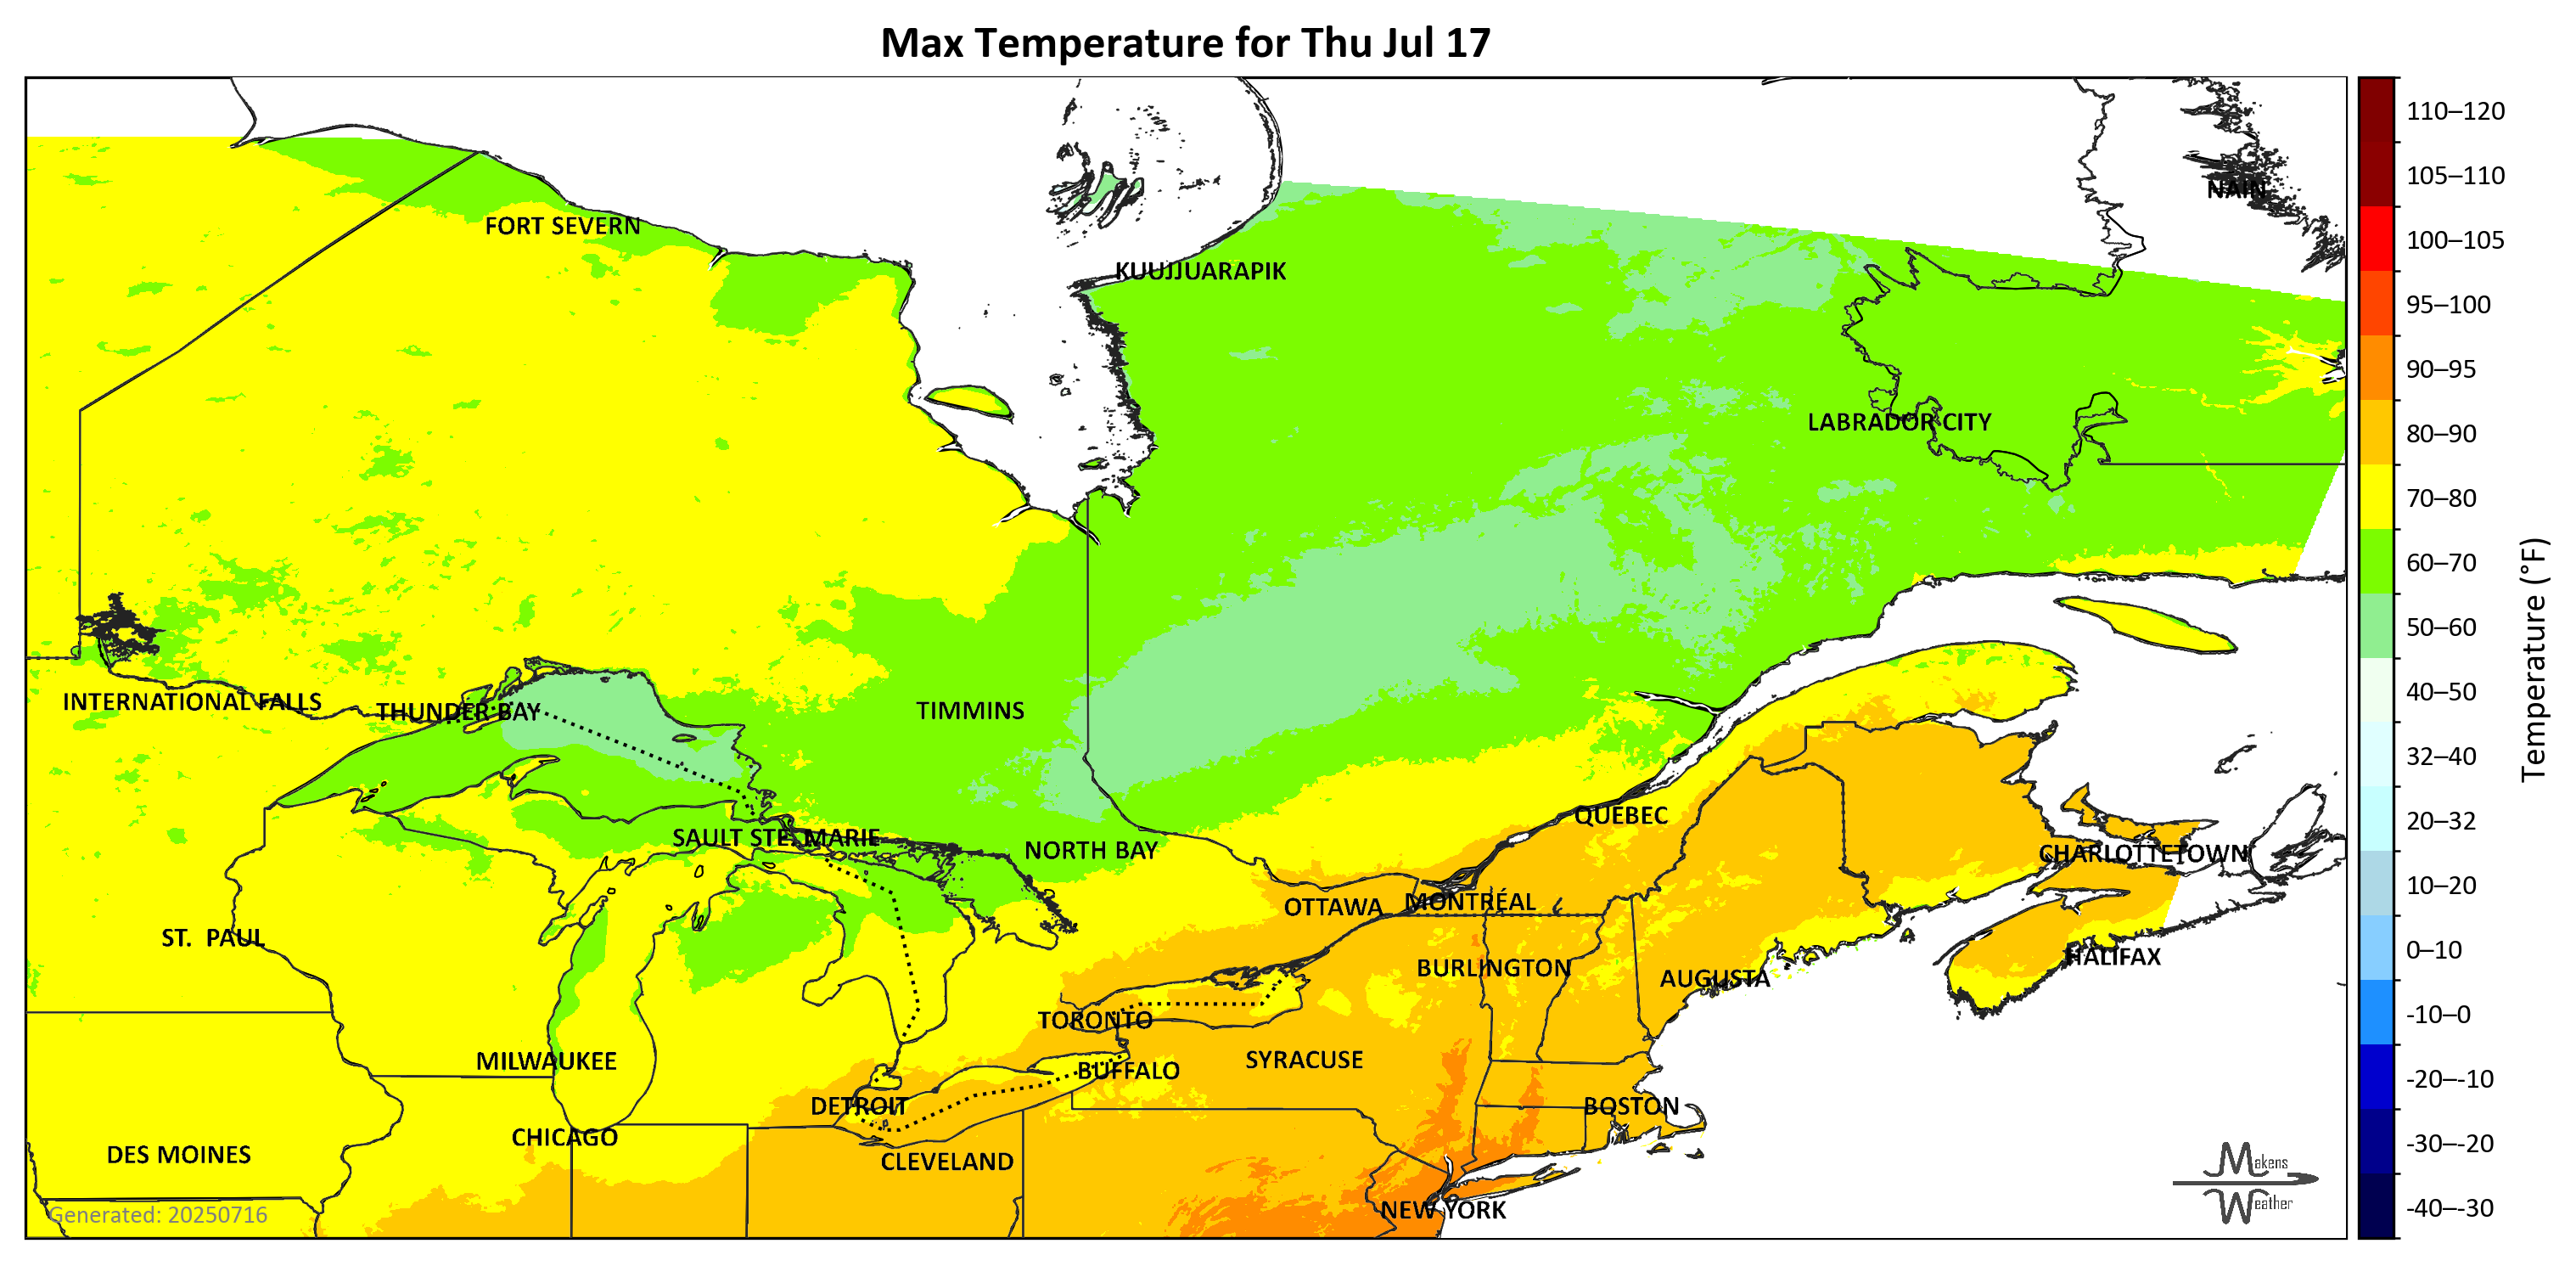 Max Temperature for Thu Jul 17
NAIN
FORT SEVERN
KUUJJUARAPIK
LABRADOR CITY
INTERNATIONAL FALLS
THUNDER BAY
TIMMINS
QUÉBEC
SAULT STE. MARIE
NORTH BAY
CHARLOTTETOWN
OTTAWA
MONTRÉAL
ST.  PAUL
BURLINGTON
AUGUSTA
HALIFAX
TORONTO
MILWAUKEE
BUFFALO
SYRACUSE
DETROIT
BOSTON
CHICAGO
DES MOINES
CLEVELAND
NEW YORK
Generated: 20250716
Makens
Weather
110–120
105–110
100–105
95–100
90–95
80–90
70–80
60–70
50–60
40–50
32–40
20–32
10–20
0–10
-10–0
-20–-10
-30–-20
-40–-30
Temperature (°F)